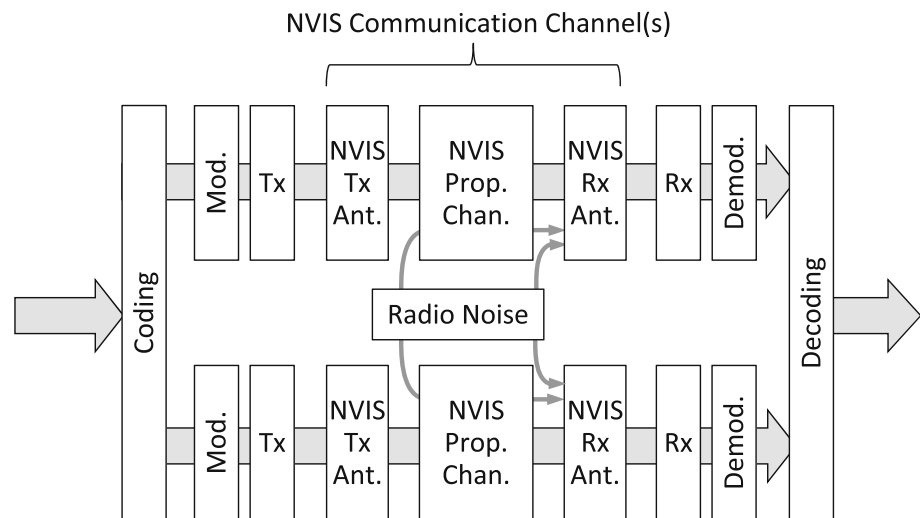 NVIS Communication Channel(s)
Coding
Mod.
Tx
NVIS
Tx
Ant.
NVIS
Prop.
Chan.
NVIS
Rx
Ant.
Rx
Demod.
Decoding
Radio Noise
Mod.
Tx
NVIS
Tx
Ant.
NVIS
Prop.
Chan.
NVIS
Rx
Ant.
Rx
Demod.